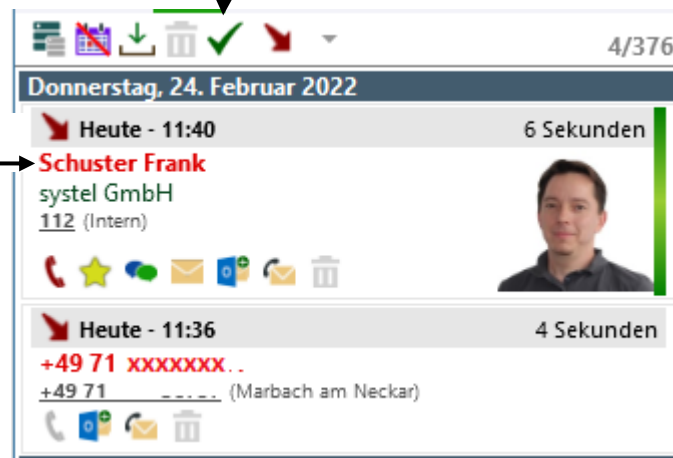 4/376
Donnerstag, 24. Februar 2022
Heute - 11:40 6 Sekunden
Schuster Frank
systel GmbH
112 (Intern)
Heute - 11:36 4 Sekunden
+49 71 xxxxxxx..
+49 71 (Marbach am Neckar)